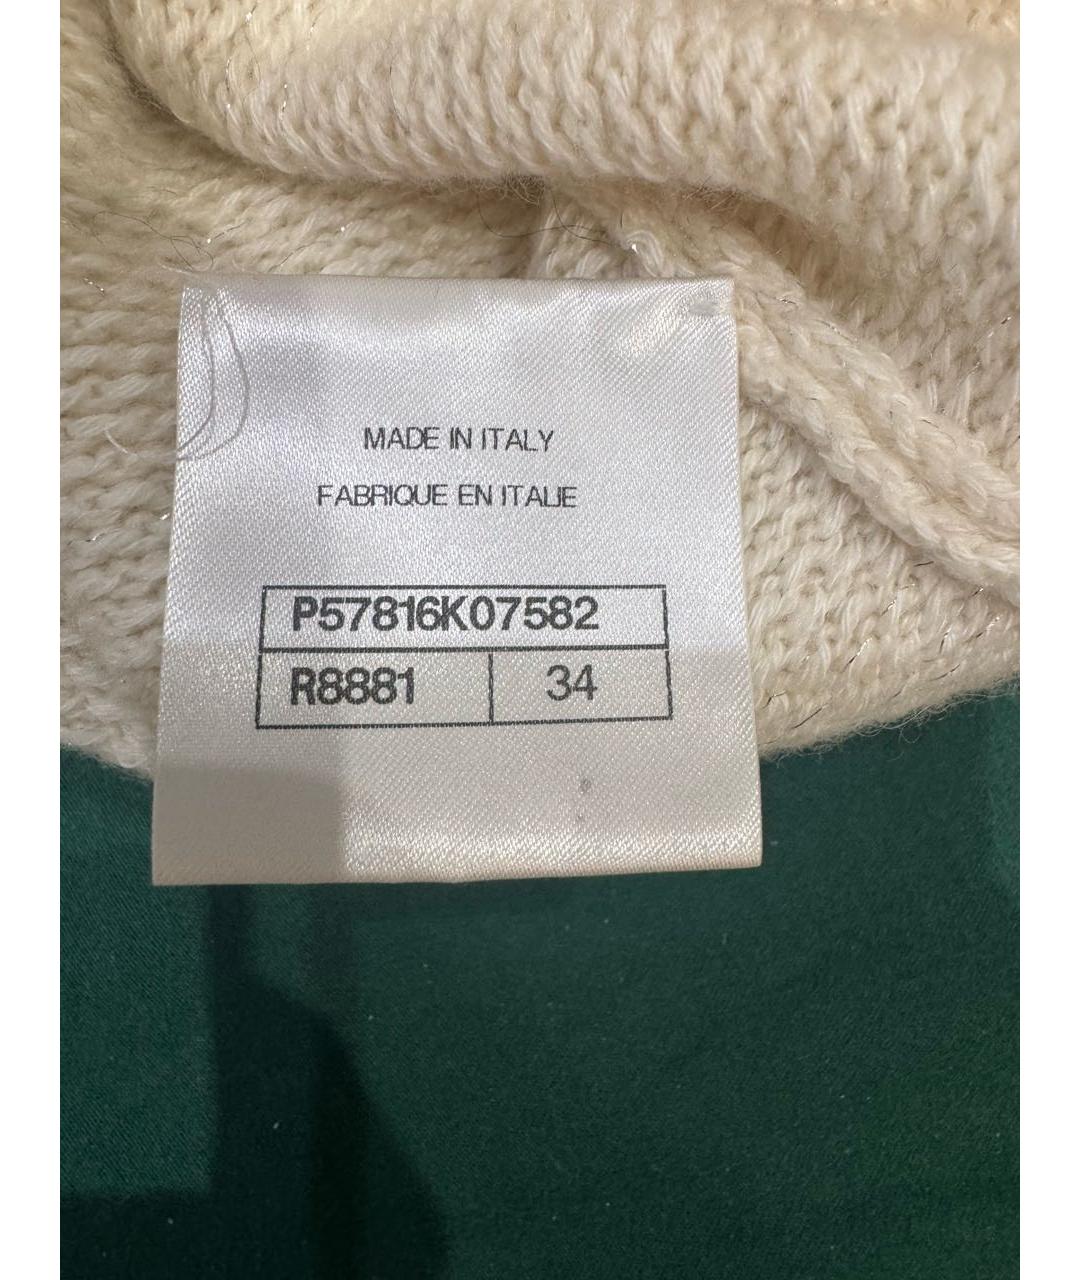 MADE IN ITALY
FABRIQUE EN ITALIE
P57816K07582
R8881 34